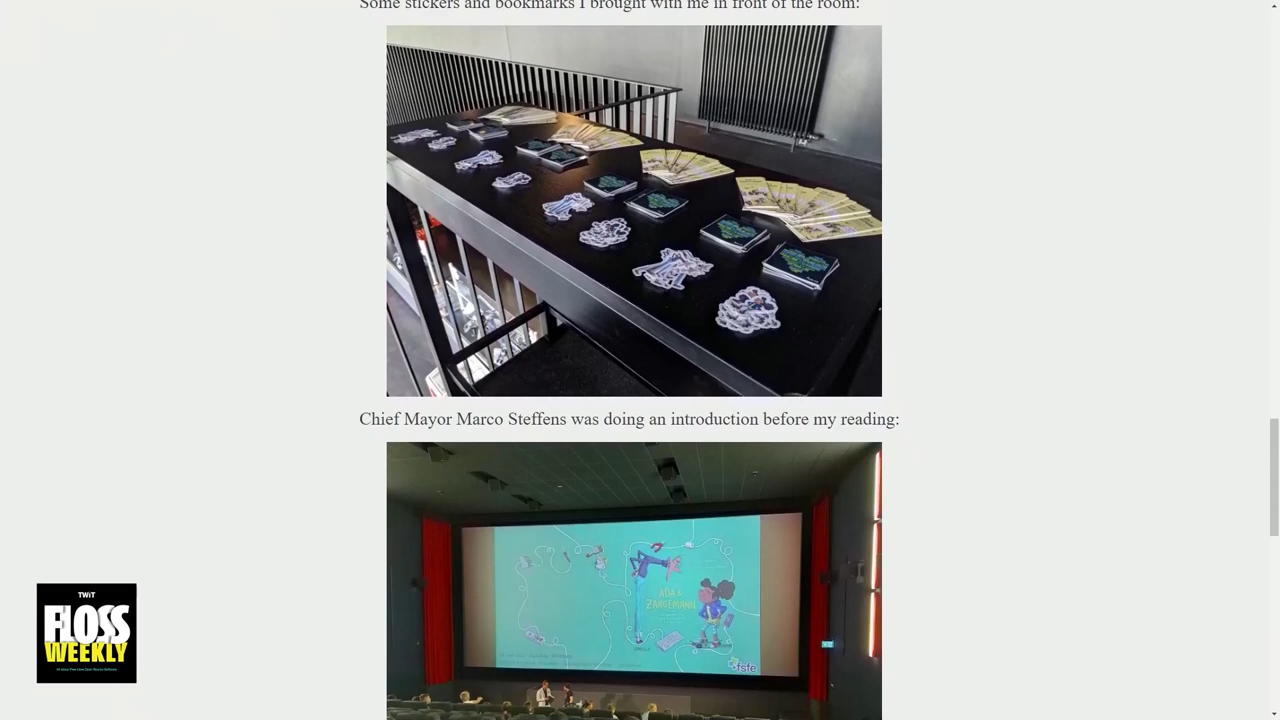 Some stickers and bookmarks I brought with me in front of the room:
Chief Mayor Marco Steffens was doing an introduction before my reading:
ADA &
ZANGEMANN
fsfe
TWiT
FLOSS
WEEKLY